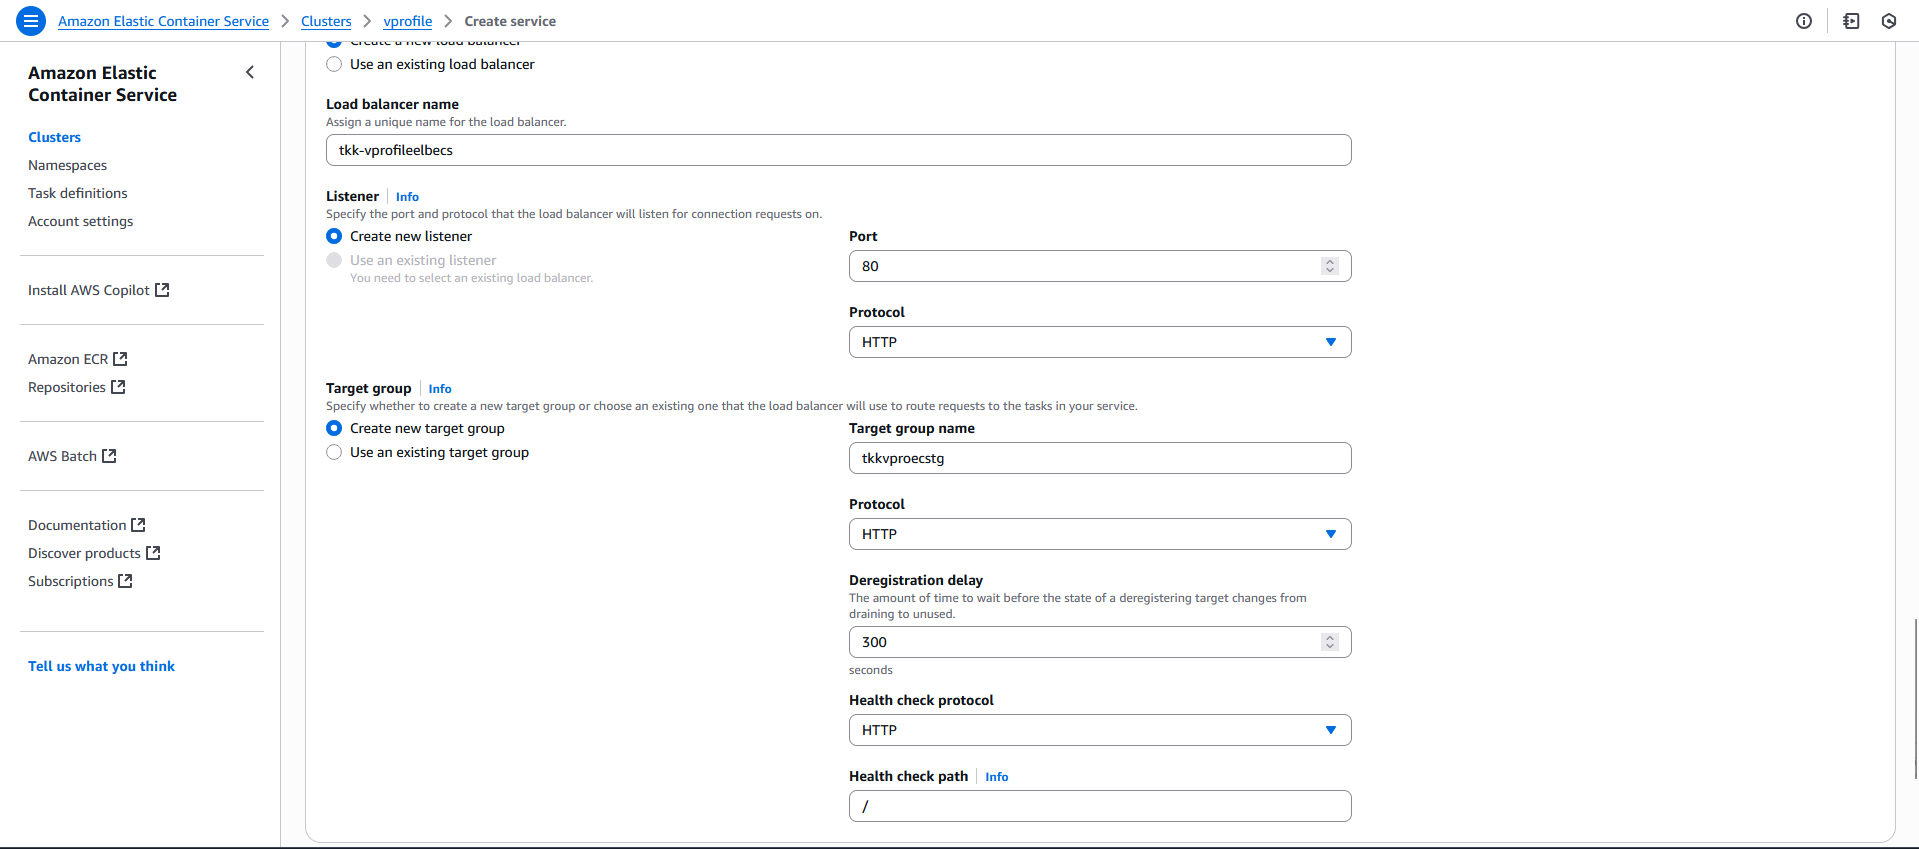 Amazon Elastic Container Service > Clusters > vprofile > Create service
Amazon Elastic
Container Service
Clusters
Namespaces
Task definitions
Account settings
Install AWS Copilot
Amazon ECR
Repositories
AWS Batch
Documentation
Discover products
Subscriptions
Tell us what you think
Create a new load balancer
Use an existing load balancer
Load balancer name
Assign a unique name for the load balancer.
tkk-vprofileelbecs
Listener Info
Specify the port and protocol that the load balancer will listen for connection requests on.
Create new listener
Use an existing listener
You need to select an existing load balancer.
Port
80
Protocol
HTTP
Target group Info
Specify whether to create a new target group or choose an existing one that the load balancer will use to route requests to the tasks in your service.
Create new target group
Use an existing target group
Target group name
tkkvproecstg
Protocol
HTTP
Deregistration delay
The amount of time to wait before the state of a deregistering target changes from
draining to unused.
300
seconds
Health check protocol
HTTP
Health check path Info
/